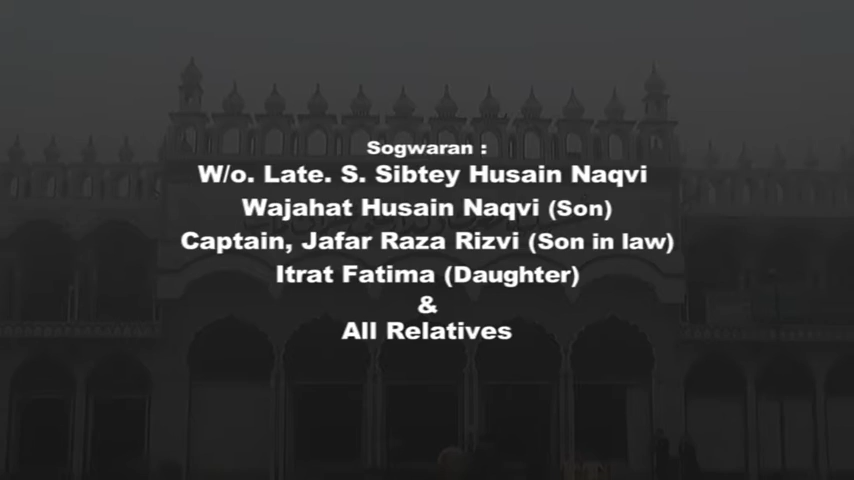 Sogwaran :
W/o. Late. S. Sibtey Husain Naqvi
Wajahat Husain Naqvi (Son)
Captain, Jafar Raza Rizvi (Son in law)
Itrat Fatima (Daughter)
&
All Relatives